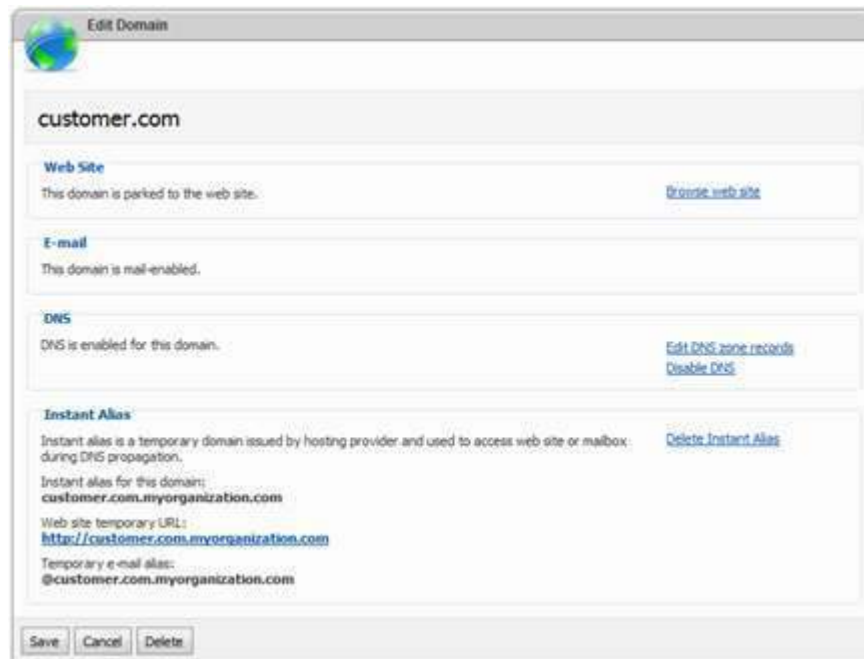 Edit Domain
customer.com
Web Site
This domain is parked to the web site.
Browse web site
E-mail
This domain is mail-enabled.
DNS
DNS is enabled for this domain.
Edit DNS zone records
Disable DNS
Instant Alias
Instant alias is a temporary domain issued by hosting provider and used to access web site or mailbox
during DNS propagation.
Delete Instant Alias
Instant alias for this domain:
customer.com.myorganization.com
Web site temporary URL:
http://customer.com.myorganization.com
Temporary e-mail alias:
@customer.com.myorganization.com
Save Cancel Delete